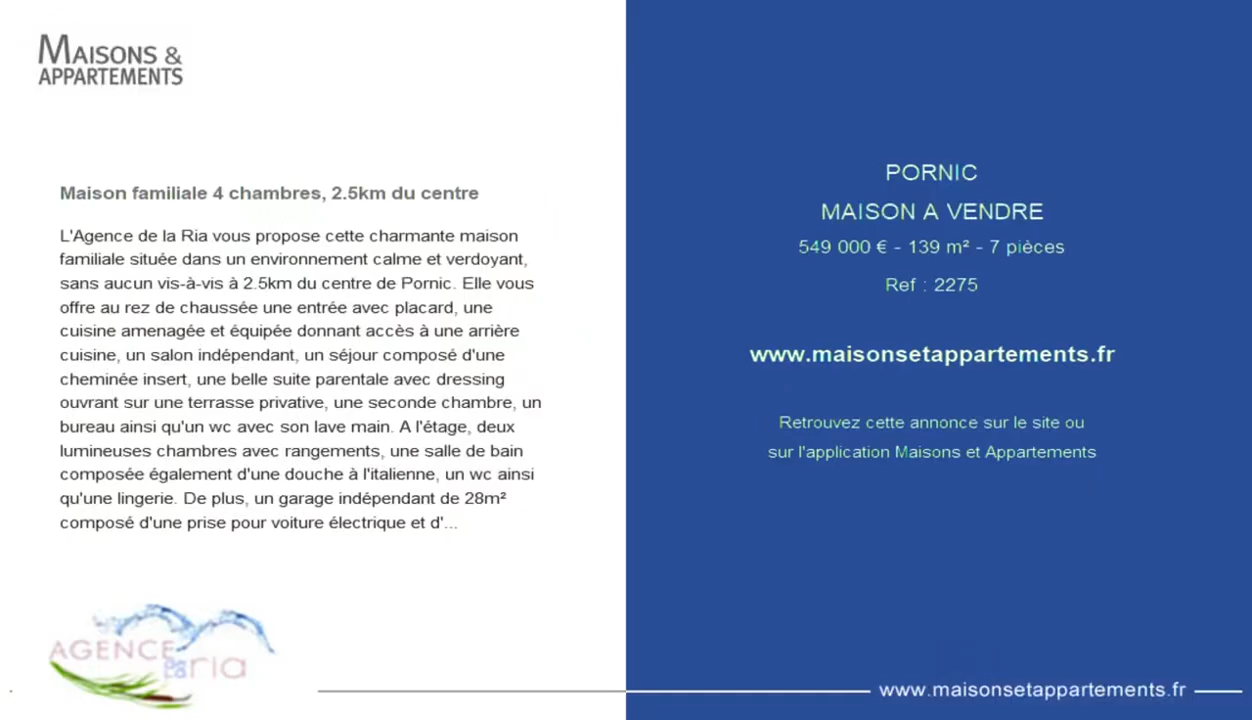 MAISONS &
APPARTEMENTS
Maison familiale 4 chambres, 2.5km du centre
L'Agence de la Ria vous propose cette charmante maison
familiale située dans un environnement calme et verdoyant,
sans aucun vis-à-vis à 2.5km du centre de Pornic. Elle vous
offre au rez de chaussée une entrée avec placard, une
cuisine amenagée et équipée donnant accès à une arrière
cuisine, un salon indépendant, un séjour composé d'une
cheminée insert, une belle suite parentale avec dressing
ouvrant sur une terrasse privative, une seconde chambre, un
bureau ainsi qu'un wc avec son lave main. A l'étage, deux
lumineuses chambres avec rangements, une salle de bain
composée également d'une douche à l'italienne, un wc ainsi
qu'une lingerie. De plus, un garage indépendant de 28m²
composé d'une prise pour voiture électrique et d'...
AGENCE
DE LA ria
PORNIC
MAISON A VENDRE
549 000 € - 139 m² - 7 pièces
Ref : 2275
www.maisonsetappartements.fr
Retrouvez cette annonce sur le site ou
sur l'application Maisons et Appartements
www.maisonsetappartements.fr